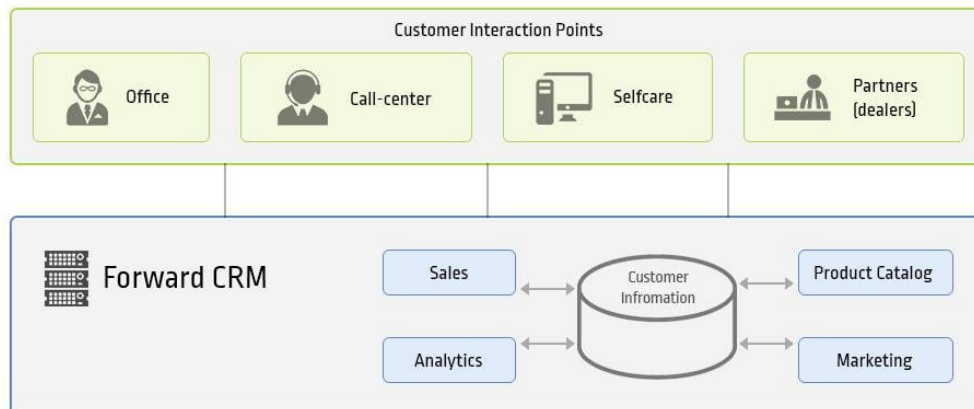 Customer Interaction Points
Office
Call-center
Selfcare
Partners
(dealers)
Forward CRM
Sales
Customer
Infromation
Product Catalog
Analytics
Marketing